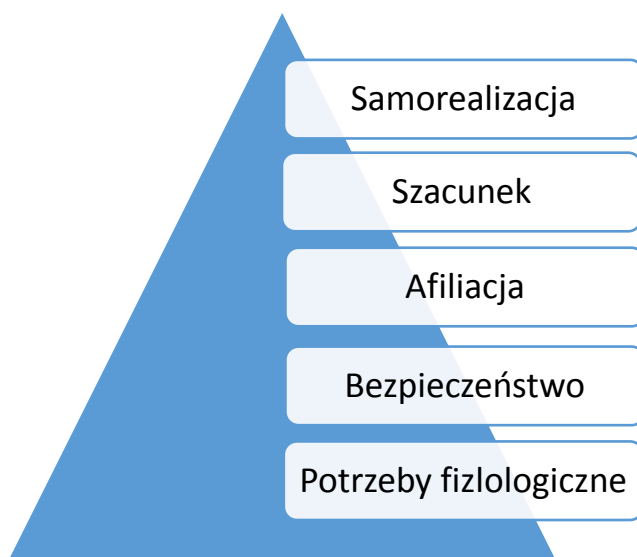 Samorealizacja
Szacunek
Afiliacja
Bezpieczeństwo
Potrzeby fizlologiczne